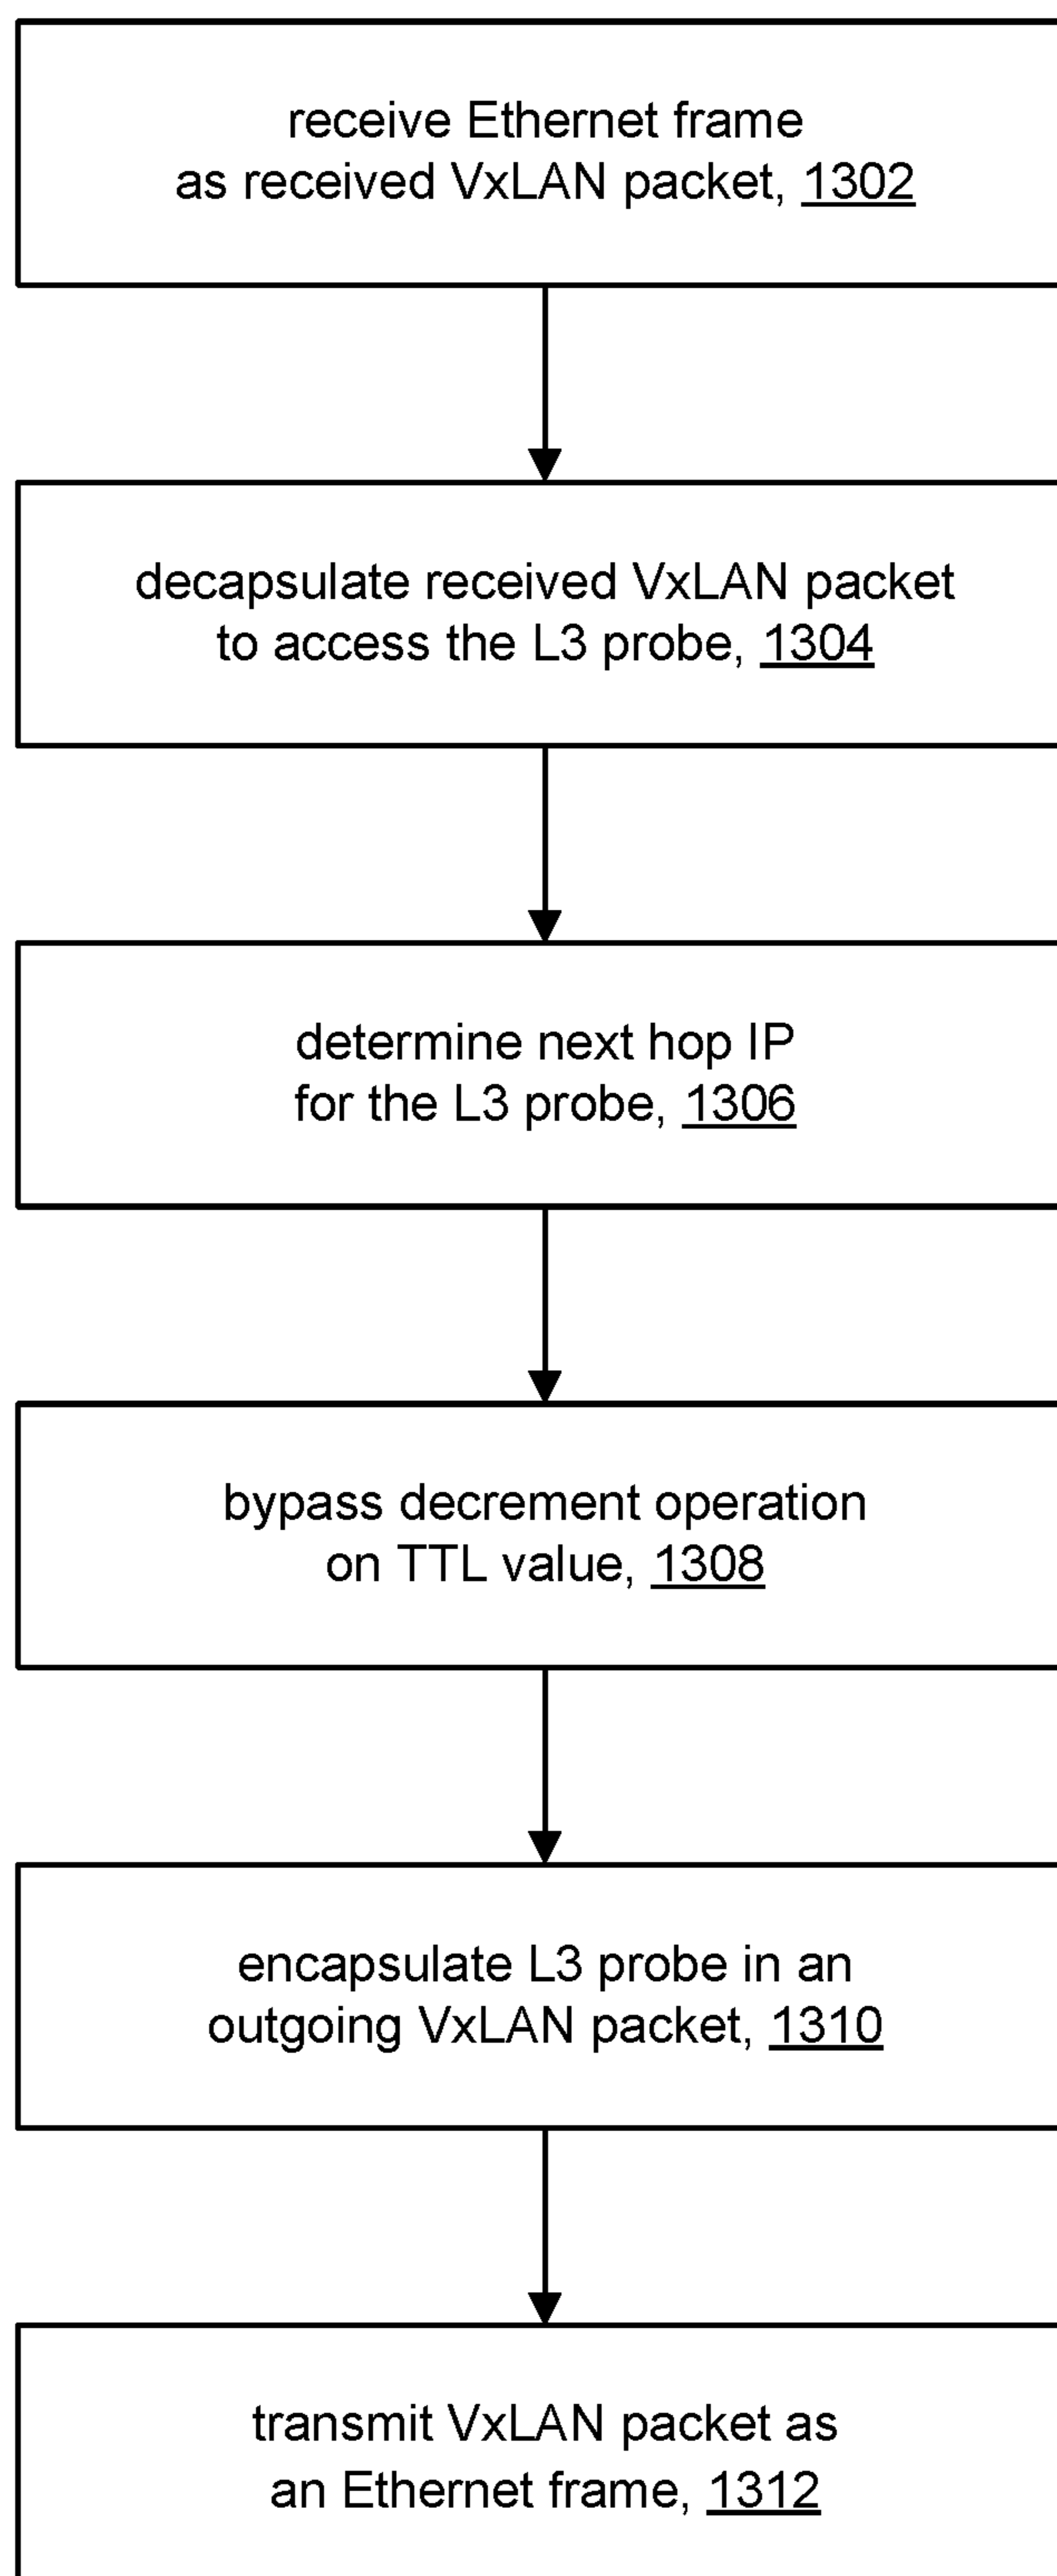 receive Ethernet frame
as received VxLAN packet, 1302
decapsulate received VxLAN packet
to access the L3 probe, 1304
determine next hop IP
for the L3 probe, 1306
bypass decrement operation
on TTL value, 1308
encapsulate L3 probe in an
outgoing VxLAN packet, 1310
transmit VxLAN packet as
an Ethernet frame, 1312